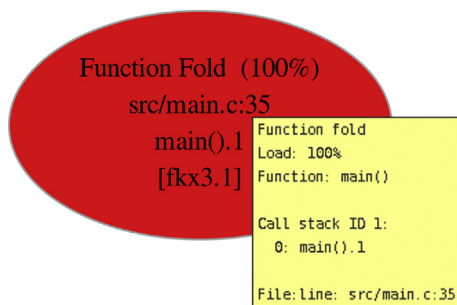 Function Fold (100%)
src/main.c:35
main().1
[fkx3.1]
Function fold
Load: 100%
Function: main()
Call stack ID 1:
0: main().1
File:line: src/main.c:35